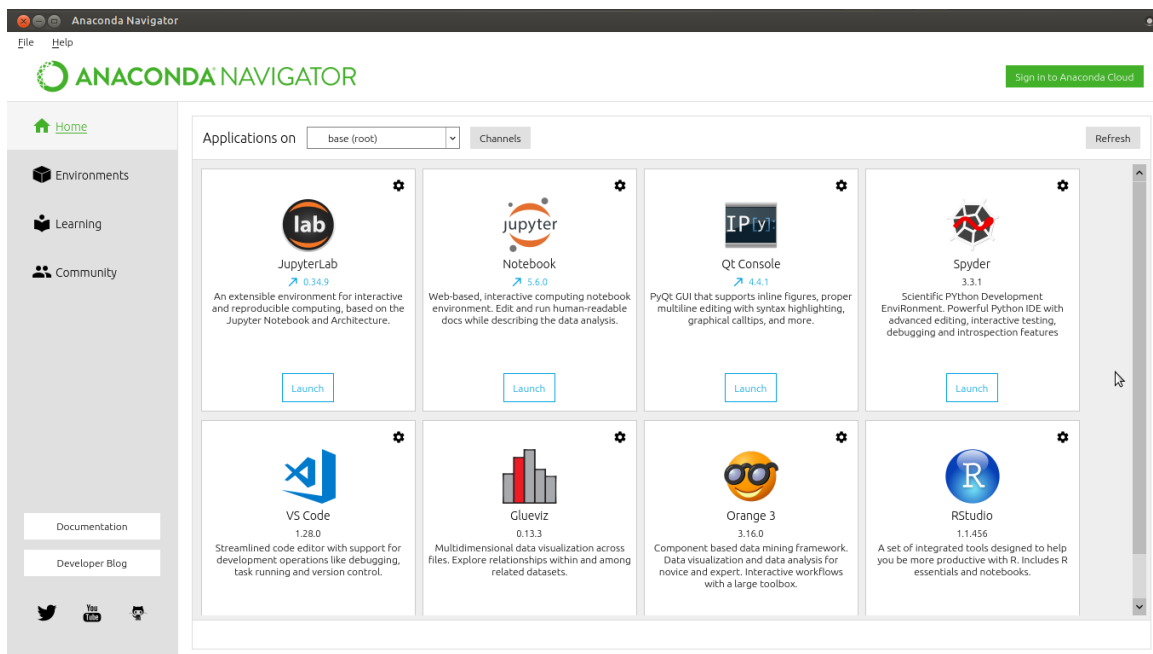 Anaconda Navigator
File Help
ANACONDA NAVIGATOR
Sign in to Anaconda Cloud
Home
Environments
Learning
Community
Documentation
Developer Blog
You
Tube
Applications on base (root) Channels Refresh
lab
JupyterLab
0.34.9
An extensible environment for interactive
and reproducible computing, based on the
Jupyter Notebook and Architecture.
Launch
jupyter
Notebook
5.6.0
Web-based, interactive computing notebook
environment. Edit and run human-readable
docs while describing the data analysis.
Launch
IP[y]:
Qt Console
4.4.1
PyQt GUI that supports inline figures, proper
multiline editing with syntax highlighting,
graphical calltips, and more.
Launch
Spyder
3.3.1
Scientific PYthon Development
EnviRonment. Powerful Python IDE with
advanced editing, interactive testing,
debugging and introspection features
Launch
VS Code
1.28.0
Streamlined code editor with support for
development operations like debugging,
task running and version control.
Glueviz
0.13.3
Multidimensional data visualization across
files. Explore relationships within and among
related datasets.
Orange 3
3.16.0
Component based data mining framework.
Data visualization and data analysis for
novice and expert. Interactive workflows
with a large toolbox.
R
RStudio
1.1.456
A set of integrated tools designed to help
you be more productive with R. Includes R
essentials and notebooks.